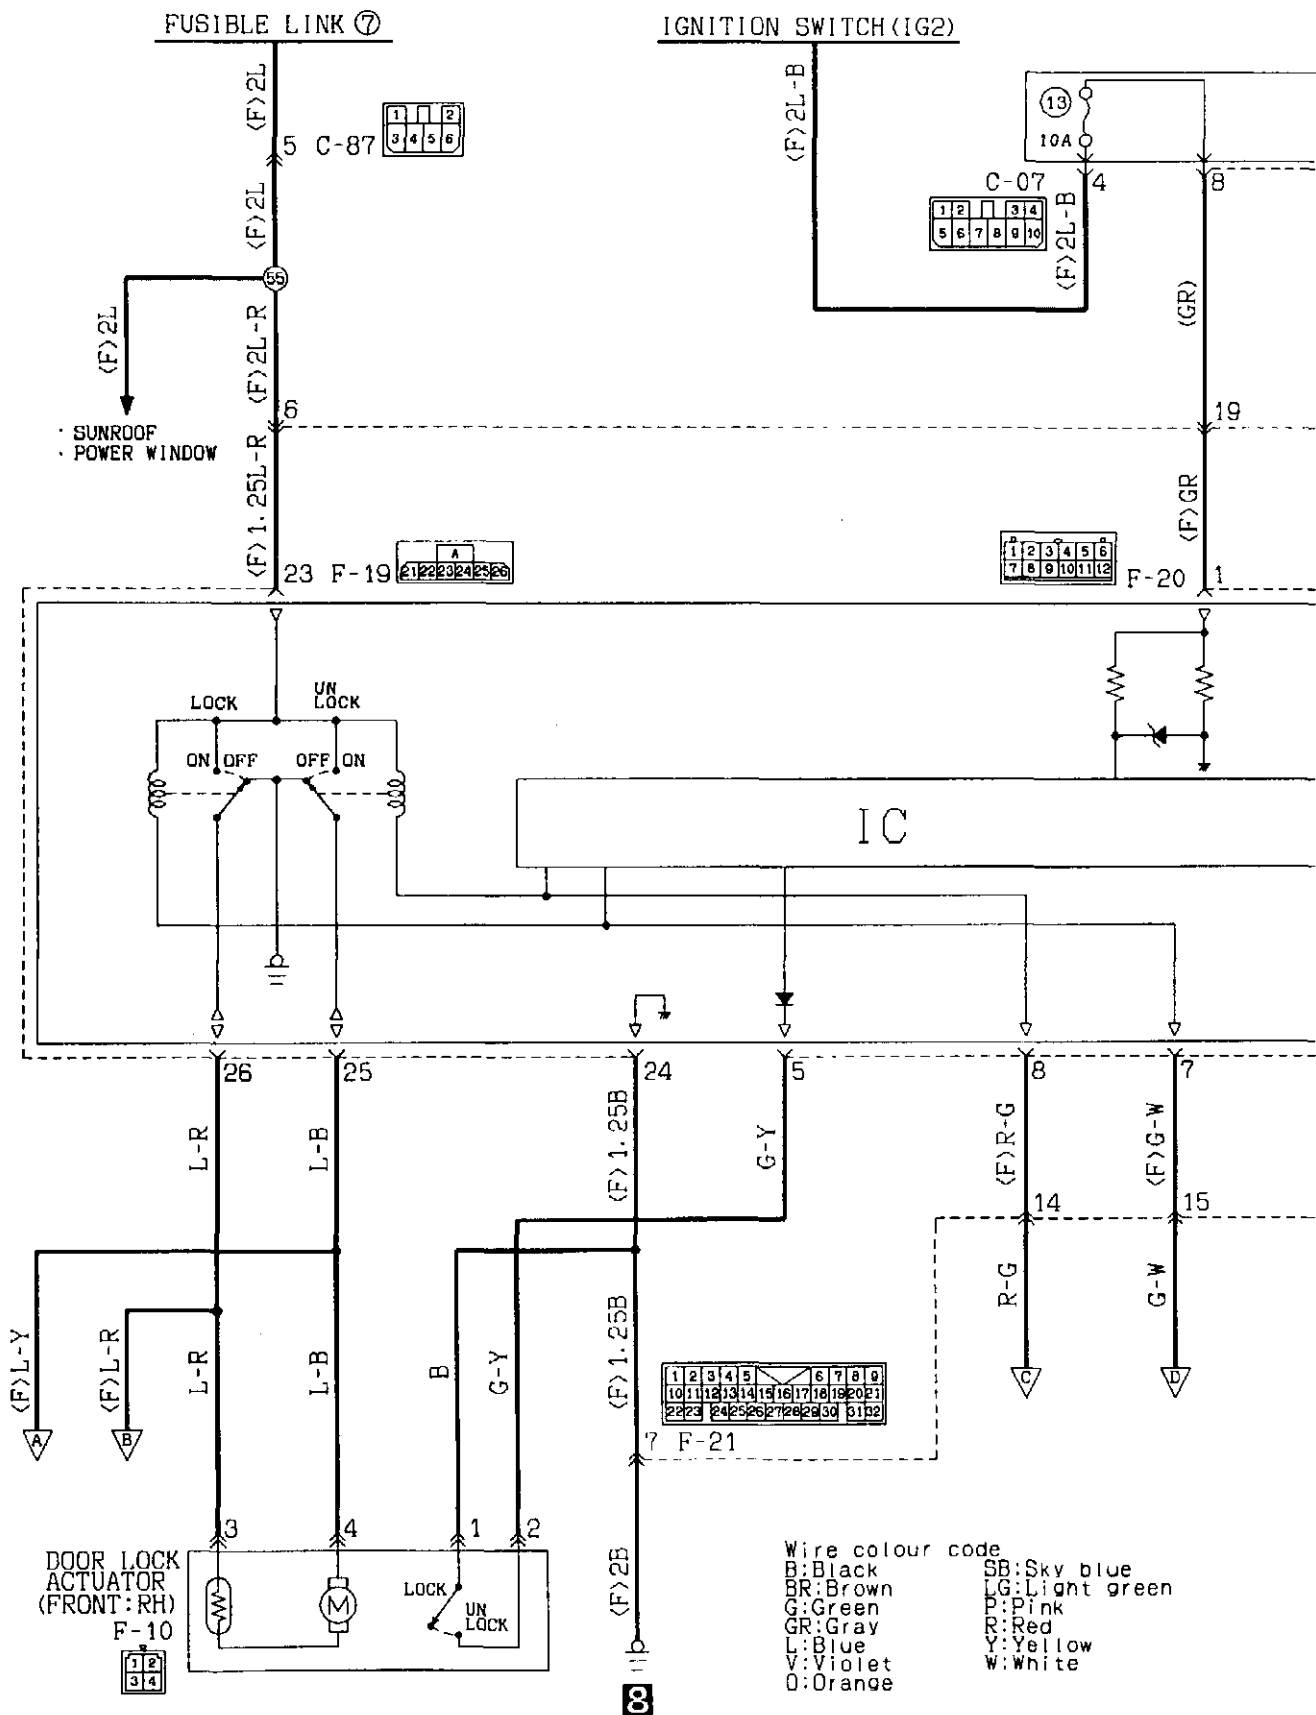 FUSIBLE LINK ⑦
IGNITION SWITCH(IG2)
(F)2L
(F)2L-B
13
10A
1 2
3 4 5 6
5 C-87
C-07
4
8
1 2 3 4
5 6 7 8 9 10
(F)2L
(F)2L-B
55
(F)2L
(F)2L-R
(GR)
6
19
· SUNROOF
· POWER WINDOW
(F)1.25L-R
(F)GR
23 F-19
A
21 22 23 24 25 26
1 2 3 4 5 6
7 8 9 10 11 12
F-20
1
LOCK
UN
LOCK
ON OFF
OFF ON
IC
26
25
24
5
8
7
L-R
L-B
(F)1.25B
G-Y
(F)R-G
(F)G-W
14
15
(F)L-Y
(F)L-R
L-R
L-B
B
G-Y
(F)1.25B
R-G
G-W
1 2 3 4 5 6 7 8 9
10 11 12 13 14 15 16 17 18 19 20 21
22 23 24 25 26 27 28 29 30 31 32
A
B
C
D
7 F-21
3
4
1
2
DOOR LOCK
ACTUATOR
(FRONT:RH)
F-10
1 2
3 4
M
LOCK
UN
LOCK
(F)2B
8
Wire colour code
B:Black
BR:Brown
G:Green
GR:Gray
L:Blue
V:Violet
O:Orange
SB:Sky blue
LG:Light green
P:Pink
R:Red
Y:Yellow
W:White